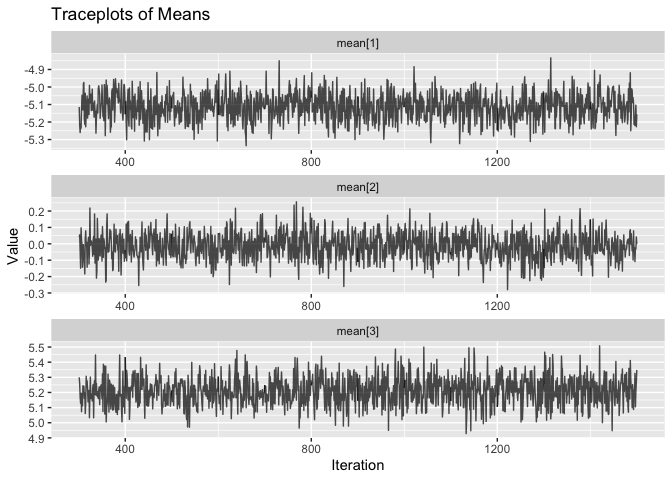 Traceplots of Means
mean[1]
-4.9
-5.0
-5.1
-5.2
-5.3
400 800 1200
mean[2]
0.2
0.1
0.0
-0.1
-0.2
-0.3
400 800 1200
mean[3]
5.5
5.4
5.3
5.2
5.1
5.0
4.9
400 800 1200
Value
Iteration